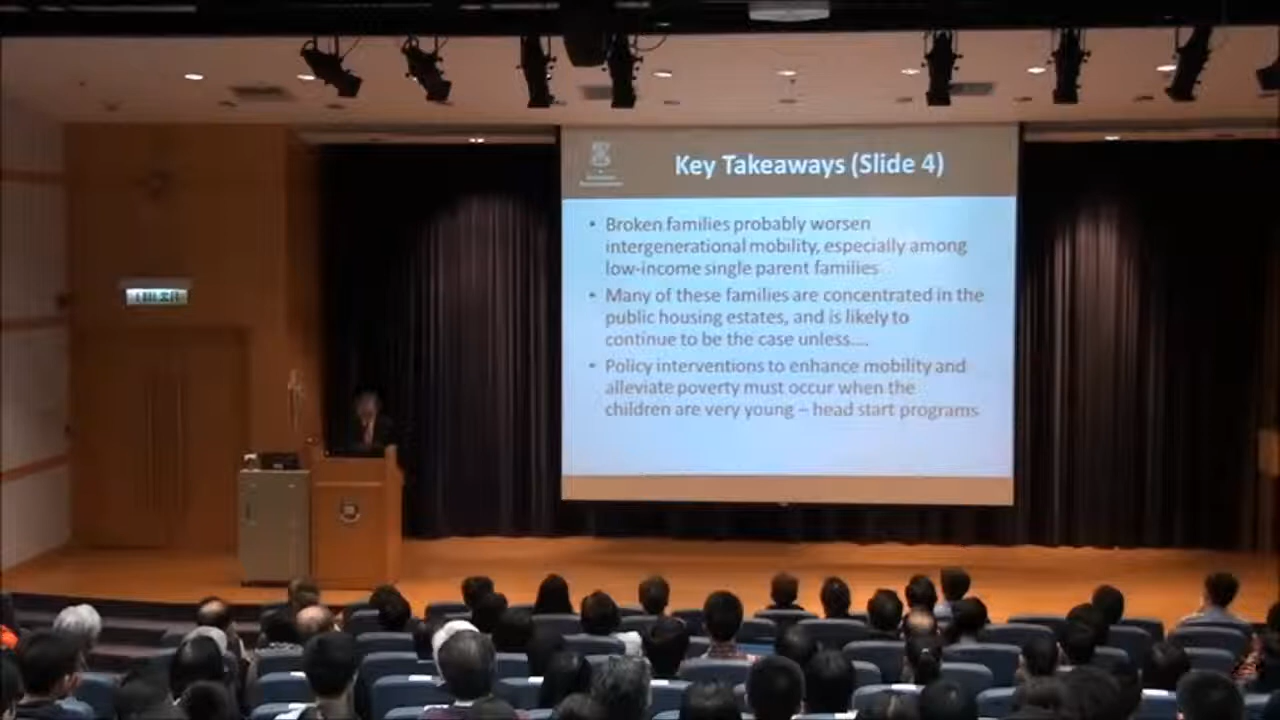 Key Takeaways (Slide 4)
• Broken families probably worsen
intergenerational mobility, especially among
low-income single parent families
• Many of these families are concentrated in the
public housing estates, and is likely to
continue to be the case unless....
• Policy interventions to enhance mobility and
alleviate poverty must occur when the
children are very young – head start programs